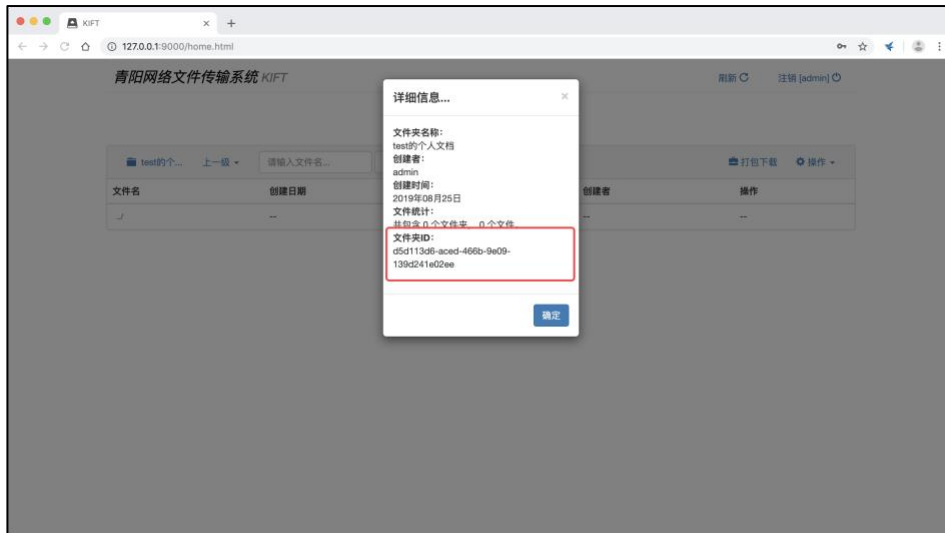 KIFT
127.0.0.1:9000/home.html
青阳网络文件传输系统 KIFT
刷新
注销 [admin]
详细信息...
文件夹名称:
test的个人文档
创建者:
admin
创建时间:
2019年08月25日
文件统计:
共包含 0 个文件夹， 0 个文件
文件夹ID:
d5d113d6-aced-466b-9e09-
139d241e02ee
确定
test的个...
上一级
请输入文件名...
打包下载
操作
文件名
创建日期
创建者
操作
../
--
--
--